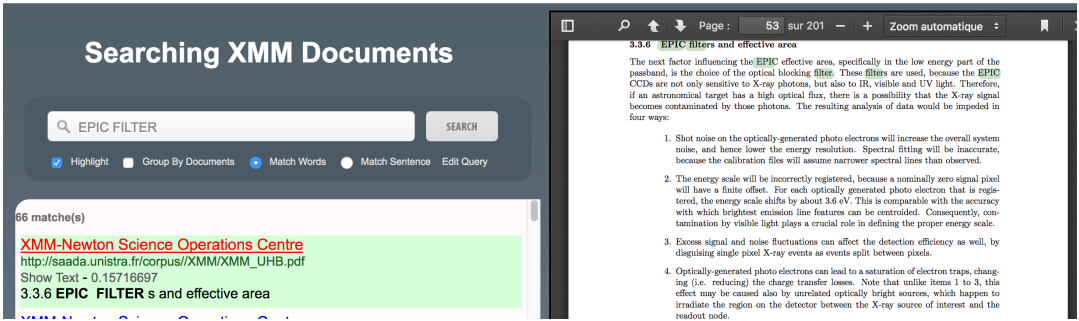 Searching XMM Documents
EPIC FILTER
SEARCH
Highlight Group By Documents Match Words Match Sentence Edit Query
66 matche(s)
XMM-Newton Science Operations Centre
http://saada.unistra.fr/corpus//XMM/XMM_UHB.pdf
Show Text - 0.15716697
3.3.6 EPIC FILTER s and effective area
Page : 53 sur 201 − + Zoom automatique
3.3.6 EPIC filters and effective area
The next factor influencing the EPIC effective area, specifically in the low energy part of the
passband, is the choice of the optical blocking filter. These filters are used, because the EPIC
CCDs are not only sensitive to X-ray photons, but also to IR, visible and UV light. Therefore,
if an astronomical target has a high optical flux, there is a possibility that the X-ray signal
becomes contaminated by those photons. The resulting analysis of data would be impeded in
four ways:
1. Shot noise on the optically-generated photo electrons will increase the overall system
noise, and hence lower the energy resolution. Spectral fitting will be inaccurate,
because the calibration files will assume narrower spectral lines than observed.
2. The energy scale will be incorrectly registered, because a nominally zero signal pixel
will have a finite offset. For each optically generated photo electron that is regis-
tered, the energy scale shifts by about 3.6 eV. This is comparable with the accuracy
with which brightest emission line features can be centroided. Consequently, con-
tamination by visible light plays a crucial role in defining the proper energy scale.
3. Excess signal and noise fluctuations can affect the detection efficiency as well, by
disguising single pixel X-ray events as events split between pixels.
4. Optically-generated photo electrons can lead to a saturation of electron traps, chang-
ing (i.e. reducing) the charge transfer losses. Note that unlike items 1 to 3, this
effect may be caused also by unrelated optically bright sources, which happen to
irradiate the region on the detector between the X-ray source of interest and the
readout node.